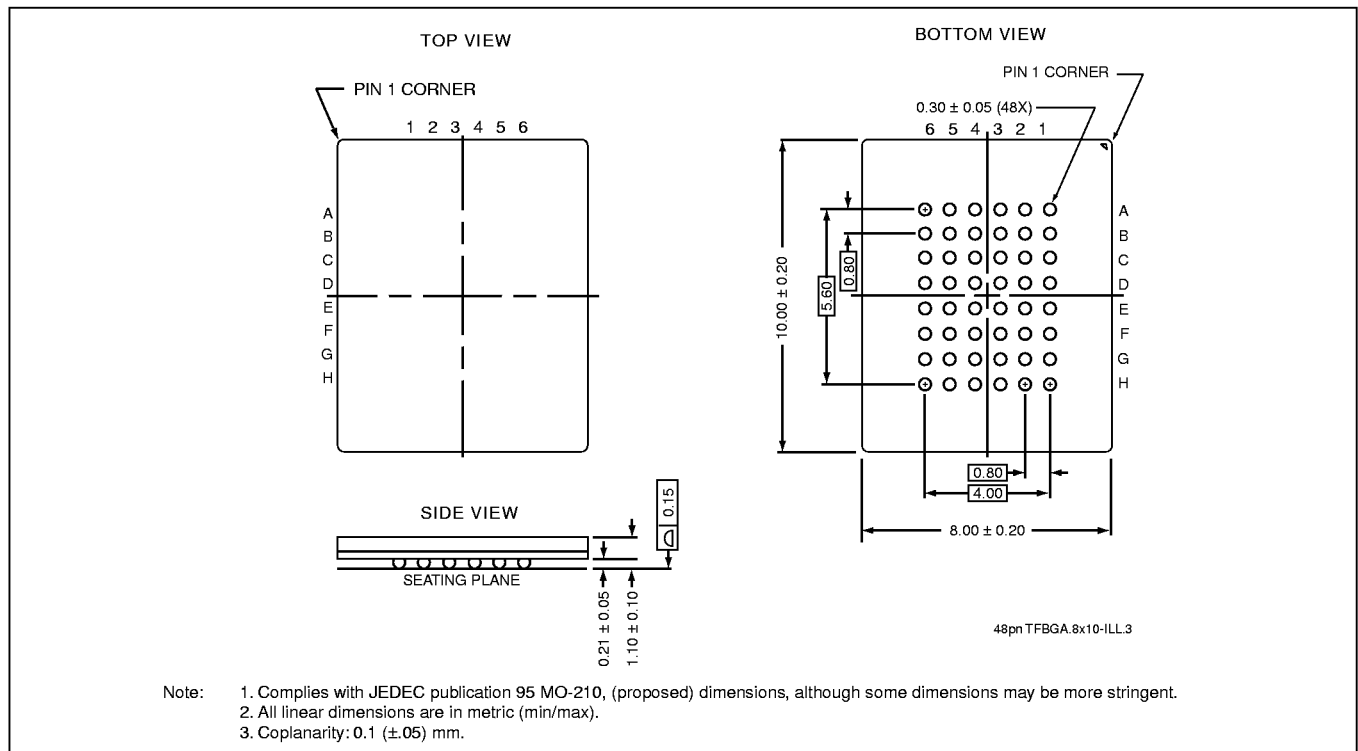 TOP VIEW
BOTTOM VIEW
PIN 1 CORNER
PIN 1 CORNER
0.30 ± 0.05 (48X)
1 2 3 4 5 6
6 5 4 3 2 1
A
B
C
D
E
F
G
H
A
B
C
D
E
F
G
H
0.80
5.60
10.00 ± 0.20
0.80
4.00
8.00 ± 0.20
SIDE VIEW
0.15
SEATING PLANE
0.21 ± 0.05
1.10 ± 0.10
48pn TFBGA.8x10-ILL.3
Note: 1. Complies with JEDEC publication 95 MO-210, (proposed) dimensions, although some dimensions may be more stringent.
2. All linear dimensions are in metric (min/max).
3. Coplanarity: 0.1 (±.05) mm.